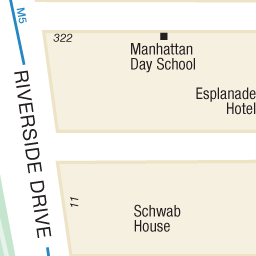 M5
322
Manhattan
Day School
Esplanade
Hotel
RIVERSIDE DRIVE
11
Schwab
House